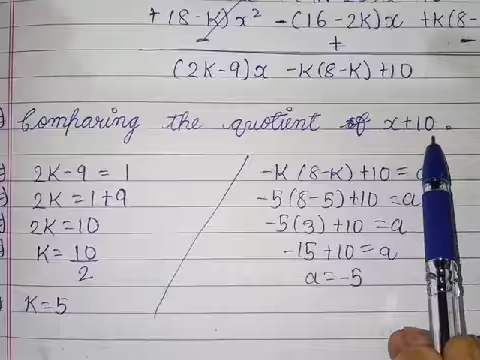 + (8-K)x² -(16-2K)x +K(8-
- +
(2K-9)x -K(8-K) +10
Comparing the quotient of x+10.
2K-9 = 1
2K = 1+9
2K = 10
K = 10
2
K = 5
-K(8-K)+10 = a
-5(8-5)+10 = a
-5(3)+10 = a
-15+10 = a
a = -5